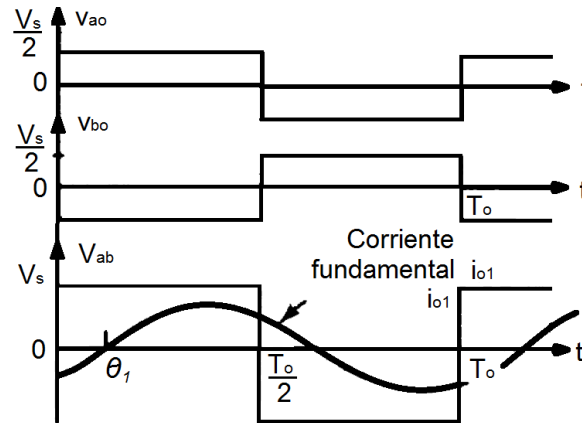 Vs/2
vao
0
t
vbo
Vs/2
0
To
t
Vab
Corriente
fundamental io1
Vs
io1
0
θ1
To/2
To
t